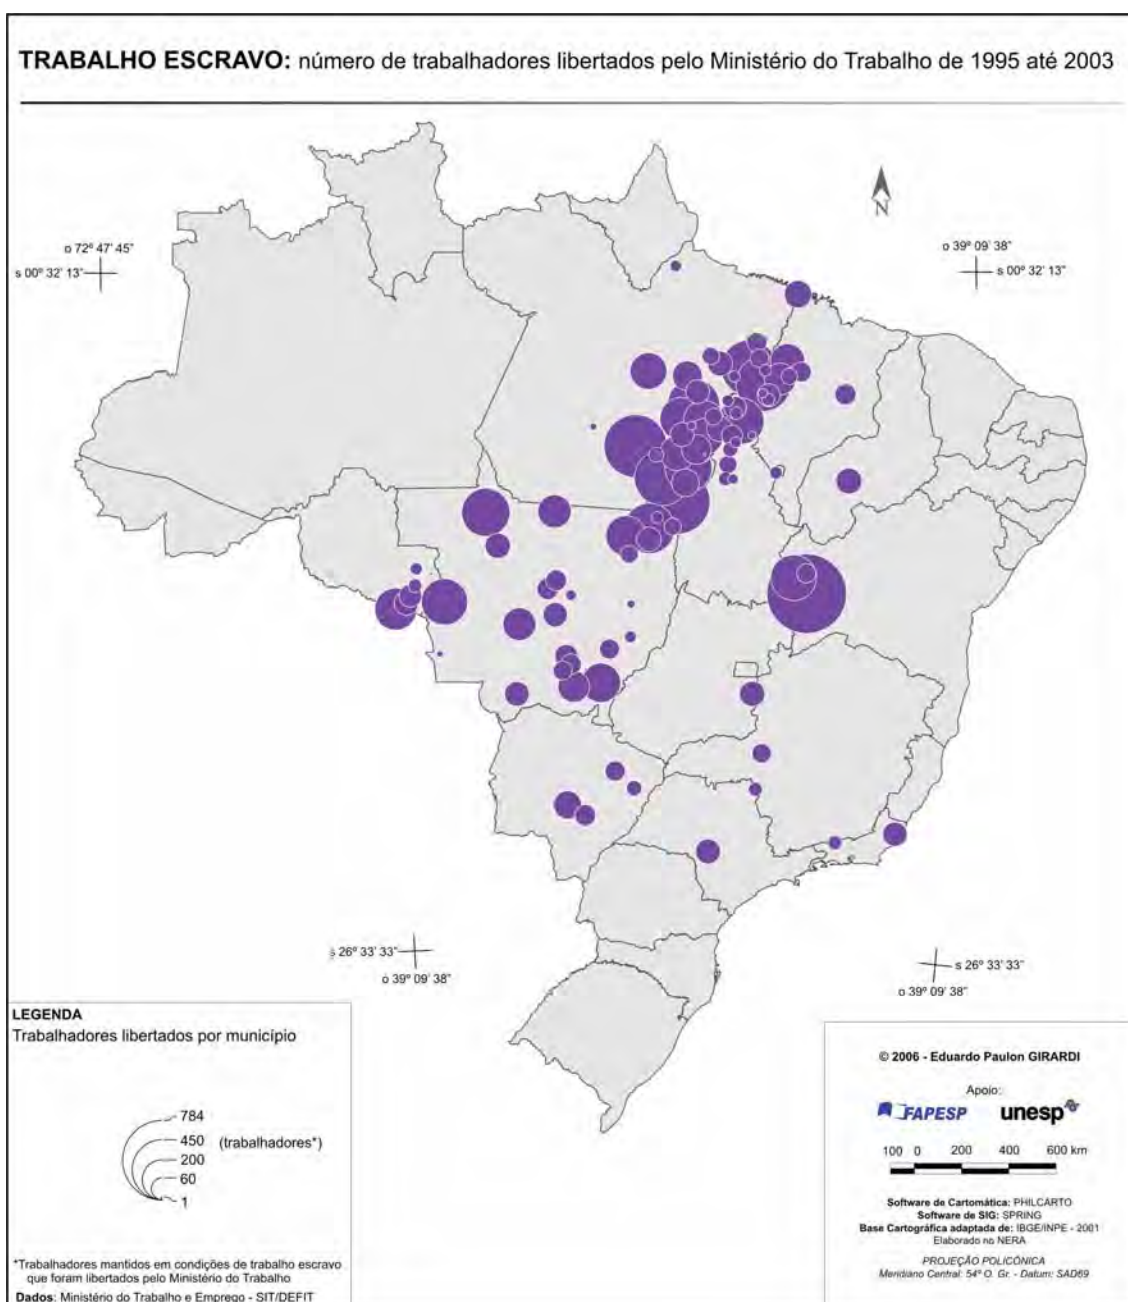 TRABALHO ESCRAVO: número de trabalhadores libertados pelo Ministério do Trabalho de 1995 até 2003
N
o 72º 47' 45"
s 00º 32' 13"
o 39º 09' 38"
s 00º 32' 13"
s 26º 33' 33"
o 39º 09' 38"
s 26º 33' 33"
o 39º 09' 38"
LEGENDA
Trabalhadores libertados por município
784
450 (trabalhadores*)
200
60
1
*Trabalhadores mantidos em condições de trabalho escravo
que foram libertados pelo Ministério do Trabalho
Dados: Ministério do Trabalho e Emprego - SIT/DEFIT
© 2006 - Eduardo Paulon GIRARDI
Apoio:
FAPESP unesp
100 0 200 400 600 km
Software de Cartomática: PHILCARTO
Software de SIG: SPRING
Base Cartográfica adaptada de: IBGE/INPE - 2001
Elaborado no NERA
PROJEÇÃO POLICÔNICA
Meridiano Central: 54º O. Gr. - Datum: SAD69